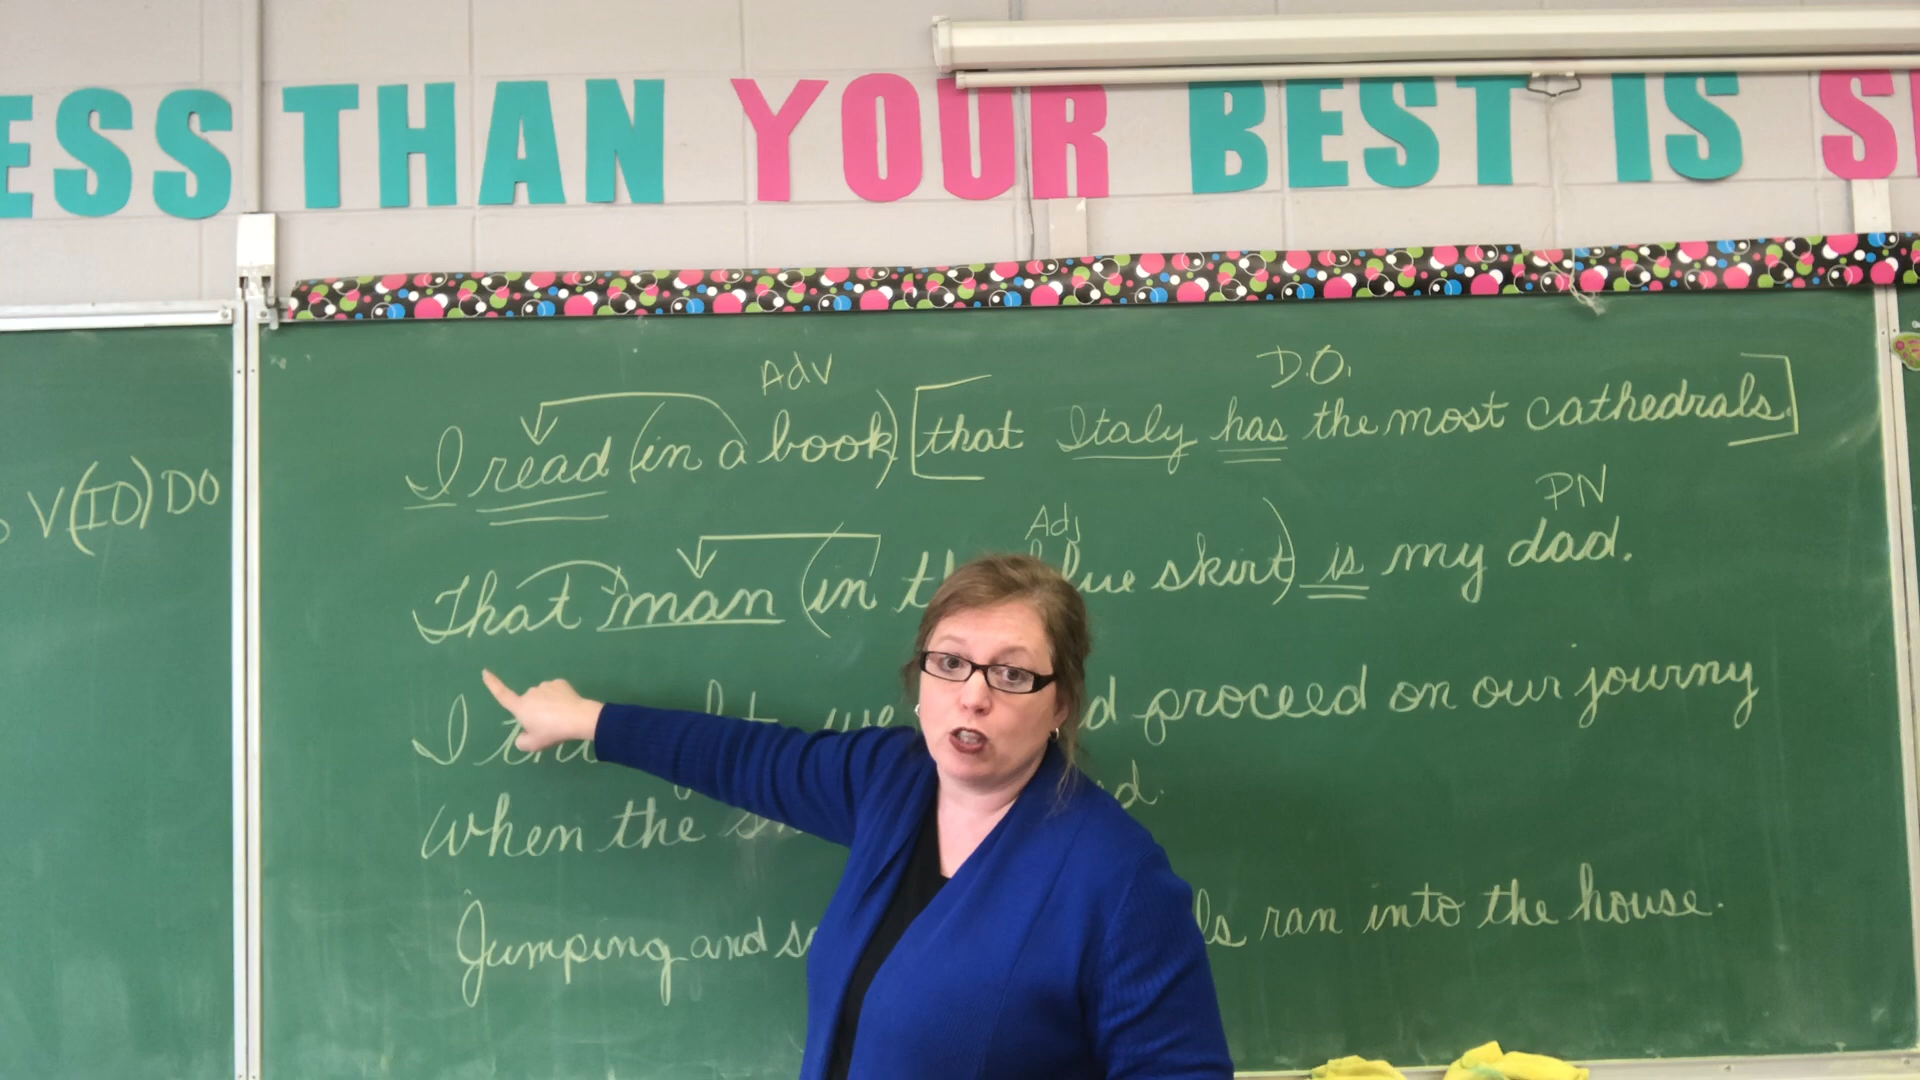 ESS THAN YOUR BEST IS S
Adv D.O.
I read (in a book) [that Italy has the most cathedrals.]
V(IO) DO
Adj PN
That man (in skirt) is my dad.
I we proceed on our journy
When the
Jumping and ran into the house.